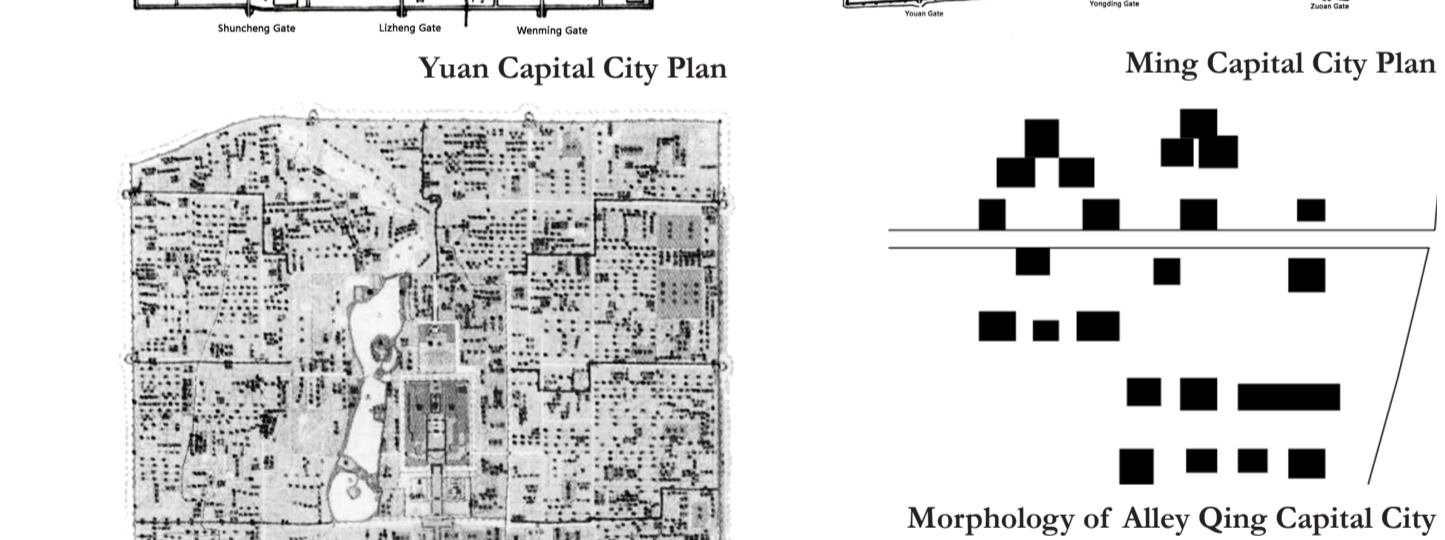 Shuncheng Gate
Lizheng Gate
Wenming Gate
Youan Gate
Yongding Gate
Zuoan Gate
Yuan Capital City Plan
Ming Capital City Plan
Morphology of Alley Qing Capital City